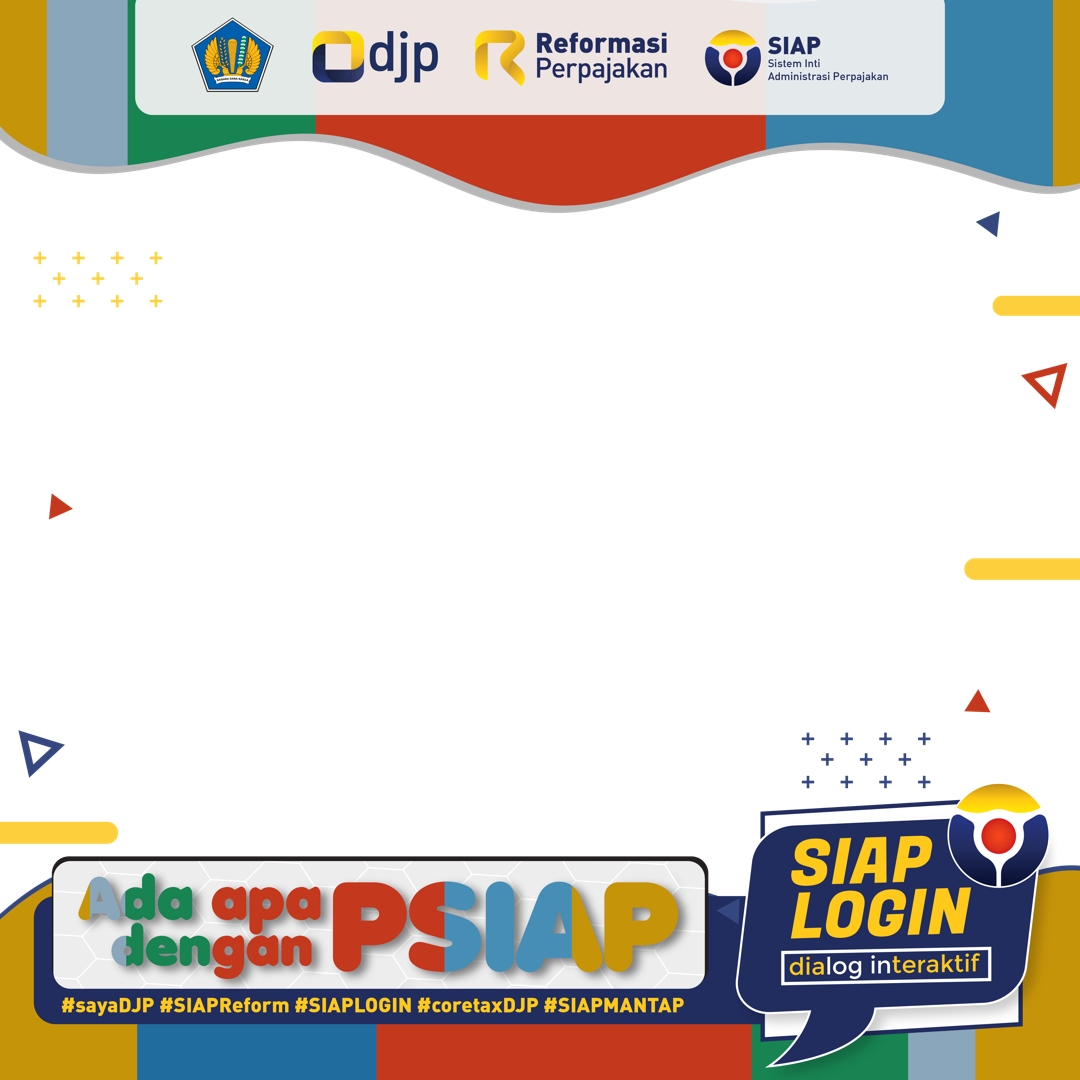 djp
Reformasi
Perpajakan
SIAP
Sistem Inti
Administrasi Perpajakan
Ada apa
dengan
PSIAP
#sayaDJP #SIAPReform #SIAPLOGIN #coretaxDJP #SIAPMANTAP
SIAP
LOGIN
dialog interaktif